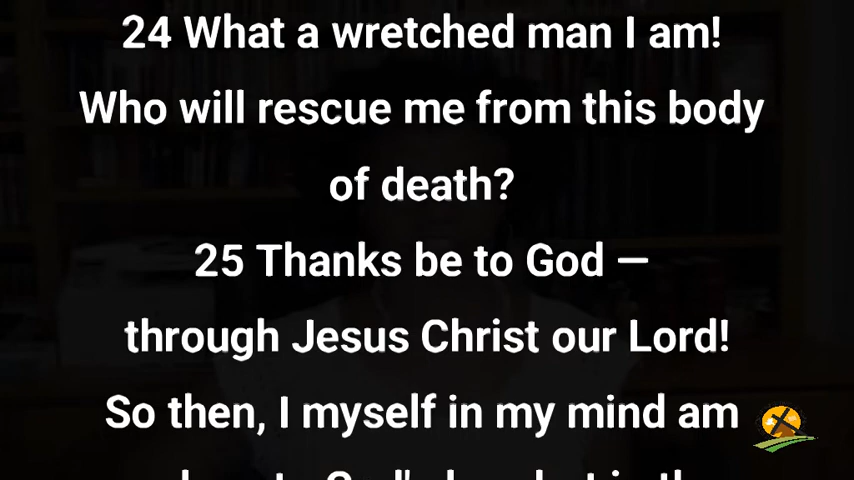 24 What a wretched man I am!
Who will rescue me from this body
of death?
25 Thanks be to God —
through Jesus Christ our Lord!
So then, I myself in my mind am